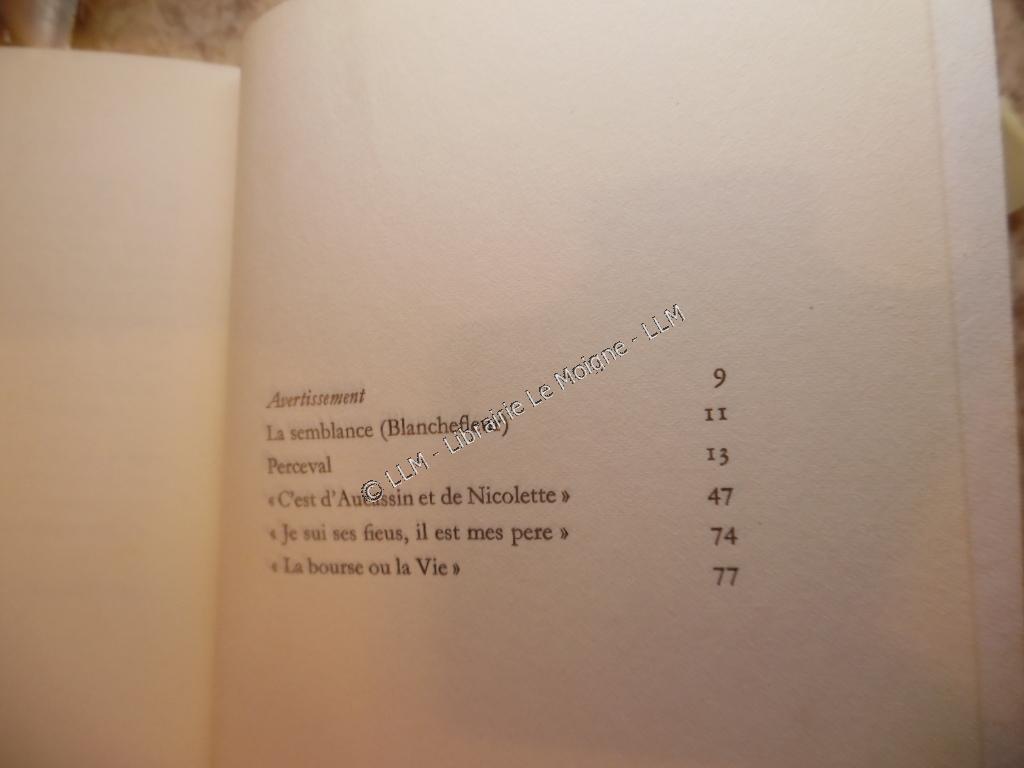 Avertissement 9
La semblance (Blanchefleur) 11
Perceval 13
« C'est d'Aucassin et de Nicolette » 47
« Je sui ses fieus, il est mes pere » 74
« La bourse ou la Vie » 77
© LLM - Librairie Le Moigne - LLM